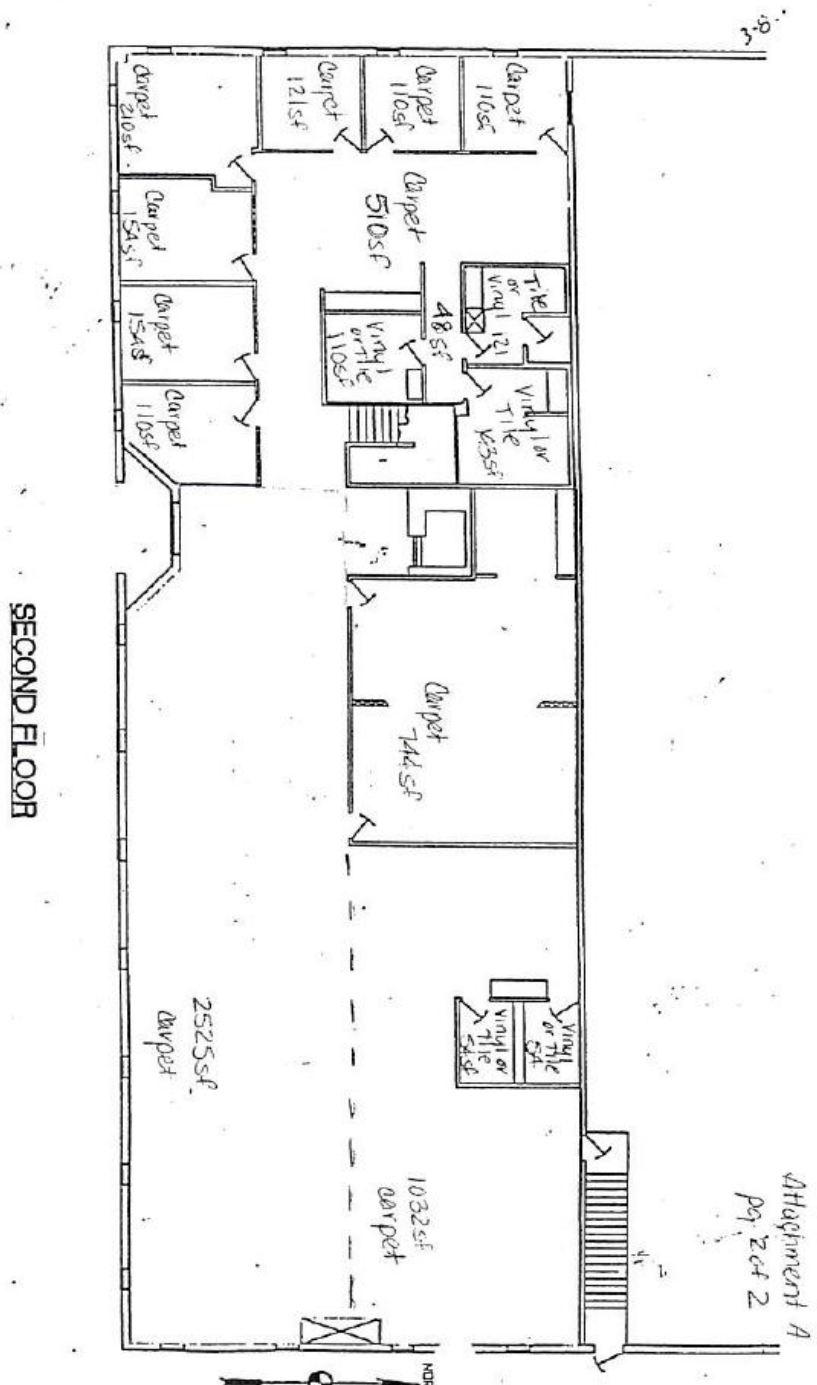 3-8
Carpet
210sf.
Carpet
121sf
Carpet
110sf
Carpet
110sf
Carpet
154sf
Carpet
510sf
Tile
or
Vinyl 121
48 sf
Carpet
154sf
Vinyl
or Tile
110sf
Carpet
110sf
Vinyl or
Tile
143sf
Carpet
744sf
SECOND FLOOR
2525sf.
carpet
Vinyl or
Tile
54sf
Vinyl
or Tile
54
1032sf
carpet
Attachment A
pg. 2 of 2
NOR